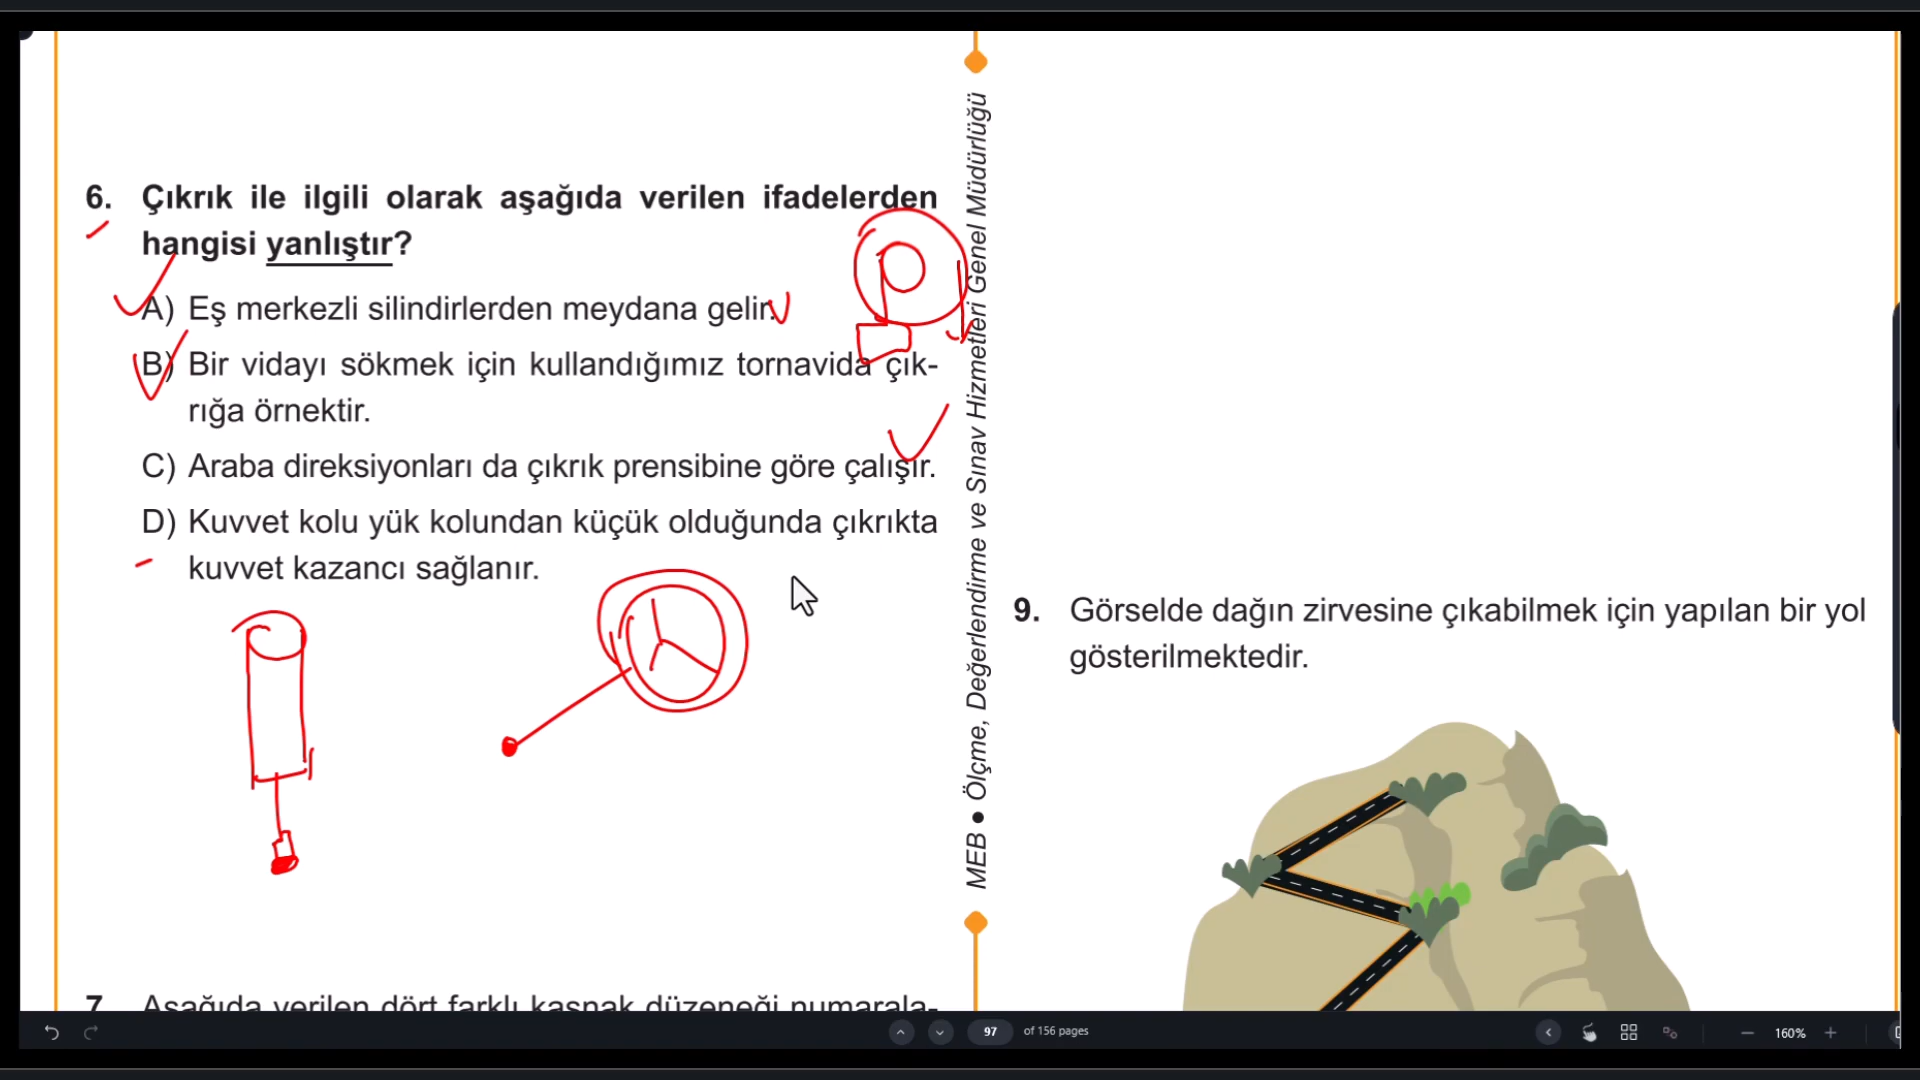 6. Çıkrık ile ilgili olarak aşağıda verilen ifadelerden
hangisi yanlıştır?
A) Eş merkezli silindirlerden meydana gelir.
B) Bir vidayı sökmek için kullandığımız tornavida çık-
rığa örnektir.
C) Araba direksiyonları da çıkrık prensibine göre çalışır.
D) Kuvvet kolu yük kolundan küçük olduğunda çıkrıkta
kuvvet kazancı sağlanır.
7 Aşağıda verilen dört farklı kasnak düzeneği numarala-
MEB ● Ölçme, Değerlendirme ve Sınav Hizmetleri Genel Müdürlüğü
9. Görselde dağın zirvesine çıkabilmek için yapılan bir yol
gösterilmektedir.
97 of 156 pages
160%